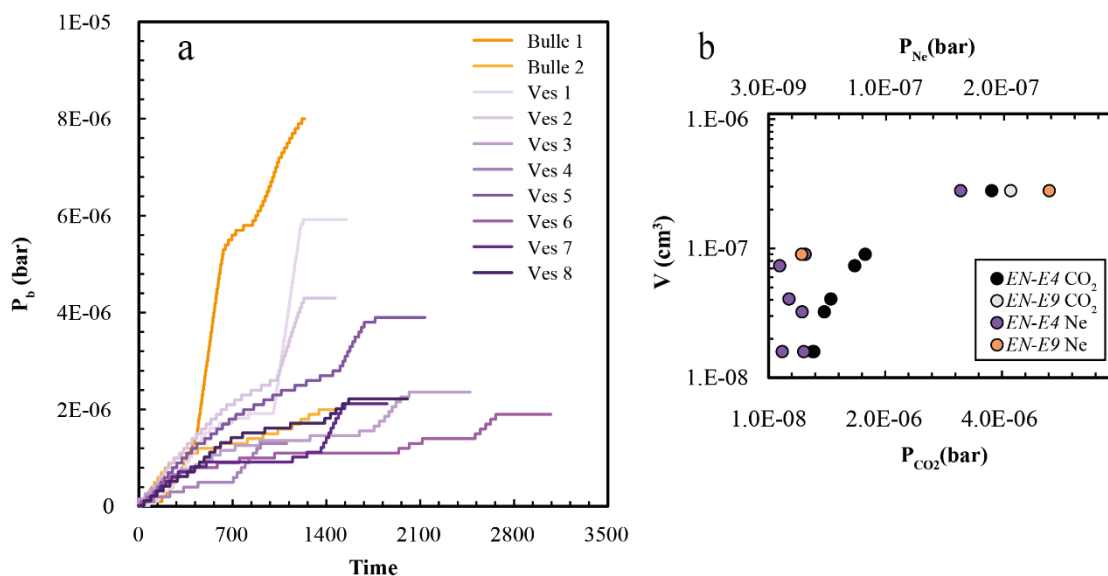 a
P_b (bar)
1E-05
8E-06
6E-06
4E-06
2E-06
0
0 700 1400 2100 2800 3500
Time
Bulle 1
Bulle 2
Ves 1
Ves 2
Ves 3
Ves 4
Ves 5
Ves 6
Ves 7
Ves 8
b
P_Ne(bar)
3.0E-09 1.0E-07 2.0E-07
V (cm³)
1.E-06
1.E-07
1.E-08
EN-E4 CO₂
EN-E9 CO₂
EN-E4 Ne
EN-E9 Ne
1.0E-08 2.0E-06 4.0E-06
P_CO2(bar)